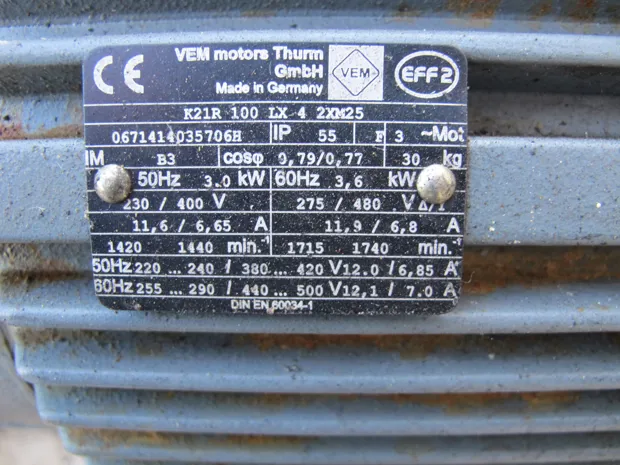 CE VEM motors Thurm GmbH VEM EFF2
Made in Germany
K21R 100 LX 4 2XM25
0671414035706H IP 55 F 3 ~Mot
IM B3 cosφ 0,79/0,77 30 kg
50Hz 3.0 kW 60Hz 3,6 kW
230 / 400 V 275 / 480 V Δ/
11,6 / 6,65 A 11,9 / 6,8 A
1420 1440 min.-1 1715 1740 min.-1
50Hz 220 ... 240 / 380 ... 420 V 12.0 / 6,85 A
60Hz 255 ... 290 / 440 ... 500 V 12,1 / 7.0 A
DIN EN 60034-1